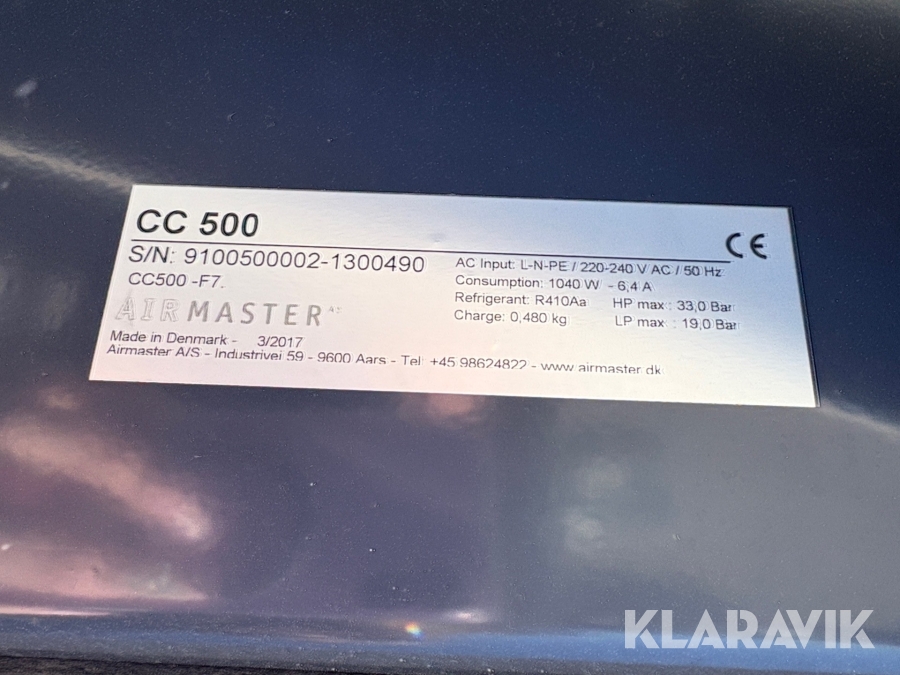 CC 500
CE
S/N: 9100500002-1300490
CC500 -F7.
AIRMASTER
AC Input: L-N-PE / 220-240 V AC / 50 Hz
Consumption: 1040 W - 6,4 A
Refrigerant: R410Aa HP max : 33,0 Bar
Charge: 0,480 kg LP max : 19,0 Bar
Made in Denmark - 3/2017
Airmaster A/S - Industrivej 59 - 9600 Aars - Tel: +45 98624822 - www.airmaster.dk
KLARAVIK